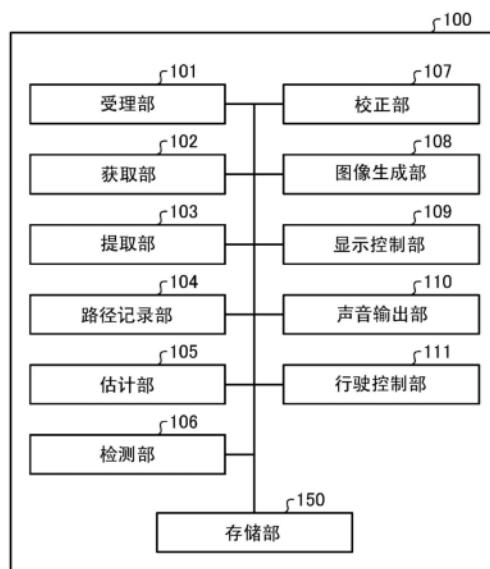 100
101
受理部
107
校正部
102
获取部
108
图像生成部
103
提取部
109
显示控制部
104
路径记录部
110
声音输出部
105
估计部
111
行驶控制部
106
检测部
150
存储部